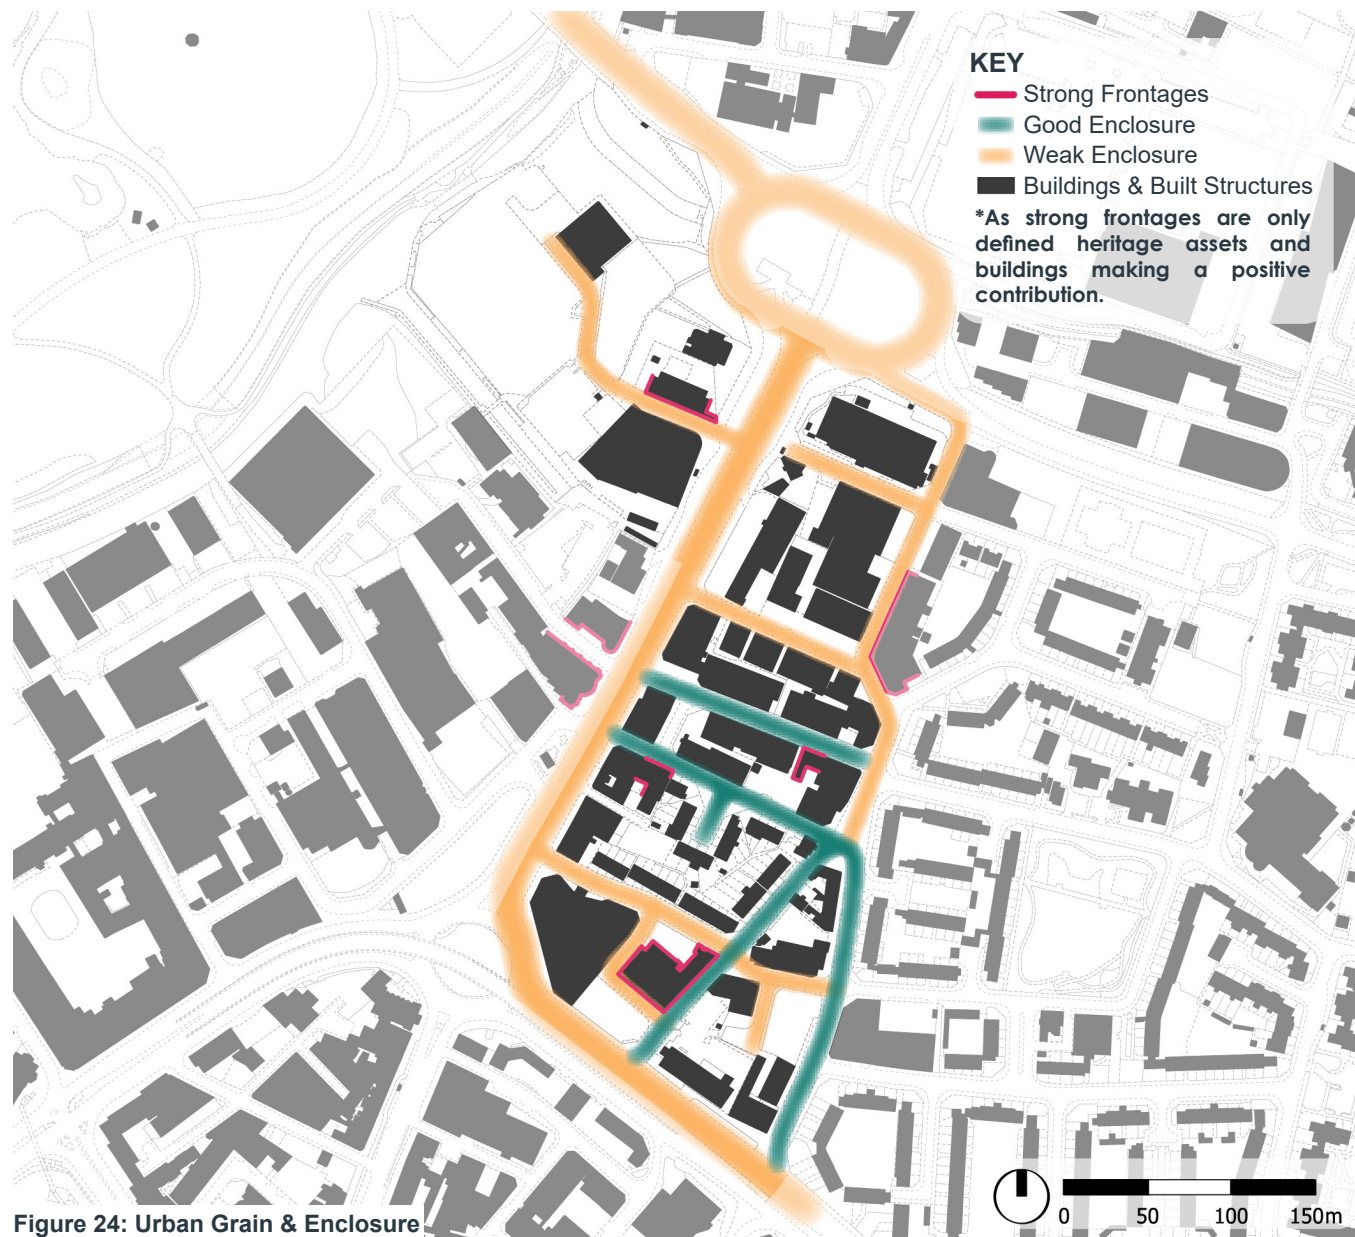 KEY
Strong Frontages
Good Enclosure
Weak Enclosure
Buildings & Built Structures
*As strong frontages are only
defined heritage assets and
buildings making a positive
contribution.
0 50 100 150m
Figure 24: Urban Grain & Enclosure